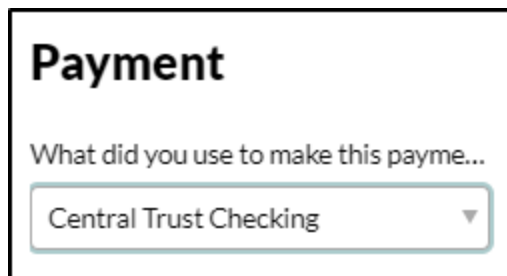 Payment
What did you use to make this payme...
Central Trust Checking